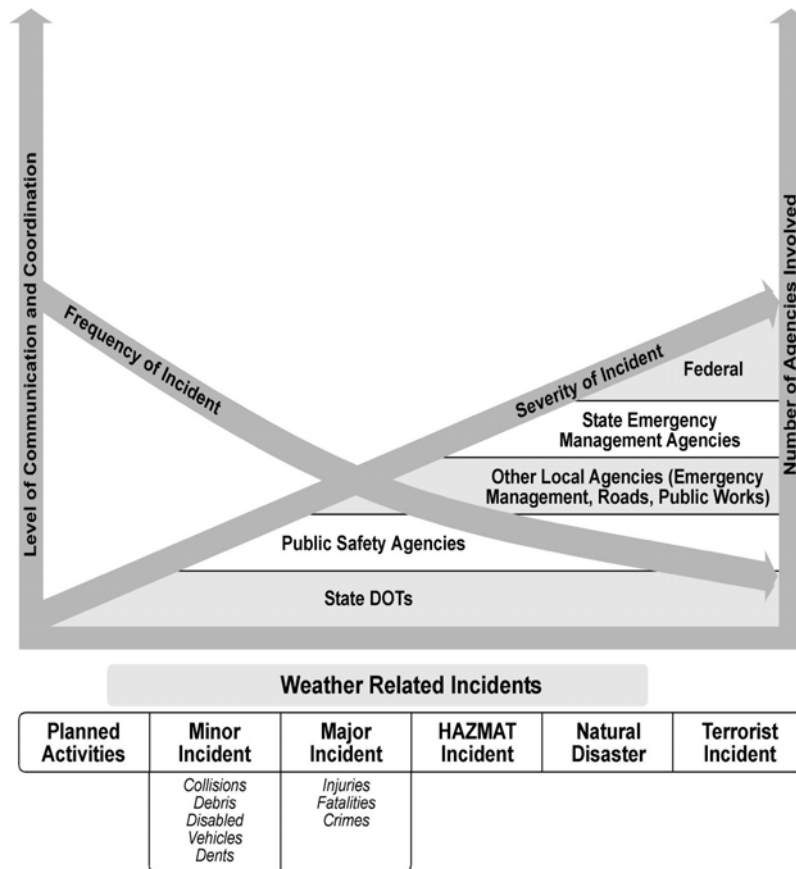 Level of Communication and Coordination
Number of Agencies Involved
Frequency of Incident
Severity of Incident
Federal
State Emergency
Management Agencies
Other Local Agencies (Emergency
Management, Roads, Public Works)
Public Safety Agencies
State DOTs
Weather Related Incidents
Planned
Activities
Minor
Incident
Major
Incident
HAZMAT
Incident
Natural
Disaster
Terrorist
Incident
Collisions
Debris
Disabled
Vehicles
Dents
Injuries
Fatalities
Crimes